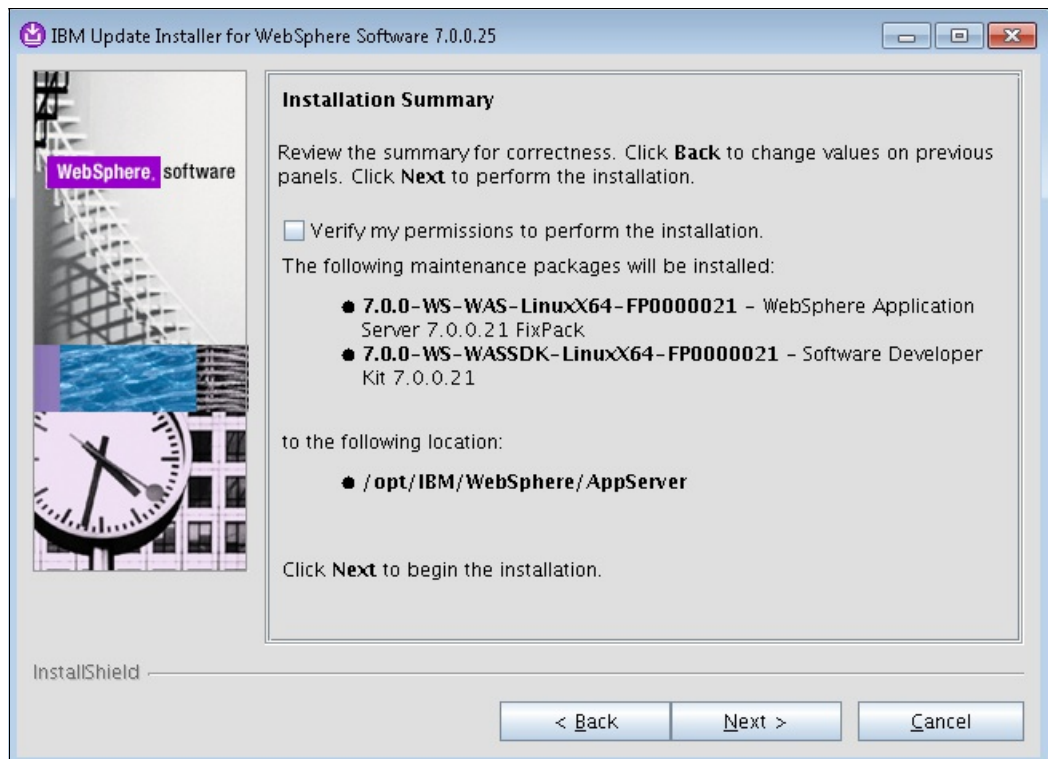 IBM Update Installer for WebSphere Software 7.0.0.25
WebSphere. software
Installation Summary
Review the summary for correctness. Click Back to change values on previous
panels. Click Next to perform the installation.
Verify my permissions to perform the installation.
The following maintenance packages will be installed:
● 7.0.0-WS-WAS-LinuxX64-FP0000021 – WebSphere Application
Server 7.0.0.21 FixPack
● 7.0.0-WS-WASSDK-LinuxX64-FP0000021 – Software Developer
Kit 7.0.0.21
to the following location:
● /opt/IBM/WebSphere/AppServer
Click Next to begin the installation.
InstallShield
< Back
Next >
Cancel